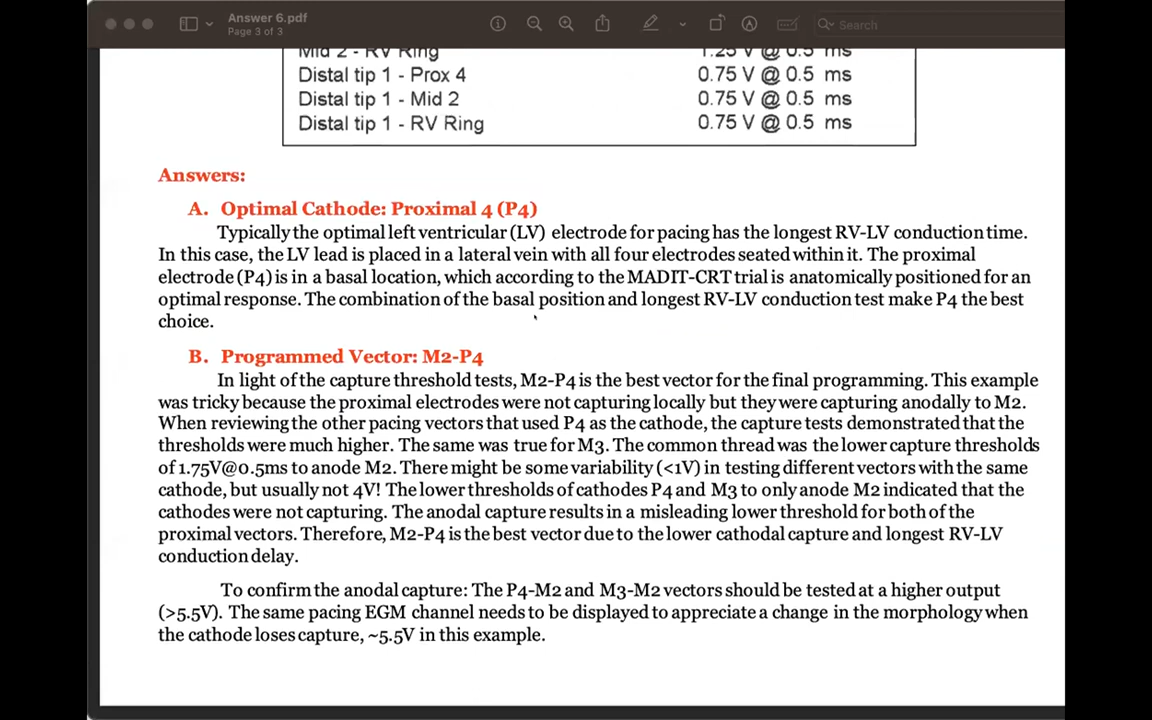 Answer 6.pdf
Page 3 of 3
Search
Mid 2 - RV Ring 1.25 V @ 0.5 ms
Distal tip 1 - Prox 4 0.75 V @ 0.5 ms
Distal tip 1 - Mid 2 0.75 V @ 0.5 ms
Distal tip 1 - RV Ring 0.75 V @ 0.5 ms
Answers:
A. Optimal Cathode: Proximal 4 (P4)
Typically the optimal left ventricular (LV) electrode for pacing has the longest RV-LV conduction time.
In this case, the LV lead is placed in a lateral vein with all four electrodes seated within it. The proximal
electrode (P4) is in a basal location, which according to the MADIT-CRT trial is anatomically positioned for an
optimal response. The combination of the basal position and longest RV-LV conduction test make P4 the best
choice.
B. Programmed Vector: M2-P4
In light of the capture threshold tests, M2-P4 is the best vector for the final programming. This example
was tricky because the proximal electrodes were not capturing locally but they were capturing anodally to M2.
When reviewing the other pacing vectors that used P4 as the cathode, the capture tests demonstrated that the
thresholds were much higher. The same was true for M3. The common thread was the lower capture thresholds
of 1.75V@0.5ms to anode M2. There might be some variability (<1V) in testing different vectors with the same
cathode, but usually not 4V! The lower thresholds of cathodes P4 and M3 to only anode M2 indicated that the
cathodes were not capturing. The anodal capture results in a misleading lower threshold for both of the
proximal vectors. Therefore, M2-P4 is the best vector due to the lower cathodal capture and longest RV-LV
conduction delay.
To confirm the anodal capture: The P4-M2 and M3-M2 vectors should be tested at a higher output
(>5.5V). The same pacing EGM channel needs to be displayed to appreciate a change in the morphology when
the cathode loses capture, ~5.5V in this example.